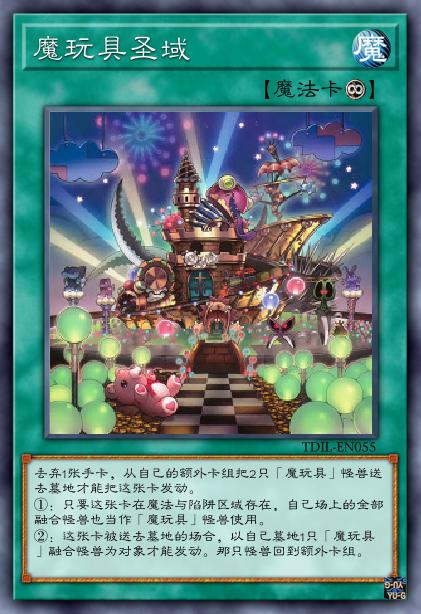 魔玩具圣域
魔
【魔法卡】
TDIL-EN055
丢弃1张手卡，从自己的额外卡组把2只「魔玩具」怪兽送
去墓地才能把这张卡发动。
①：只要这张卡在魔法与陷阱区域存在，自己场上的全部
融合怪兽也当作「魔玩具」怪兽使用。
②：这张卡被送去墓地的场合，以自己墓地1只「魔玩具
」融合怪兽为对象才能发动。那只怪兽回到额外卡组。